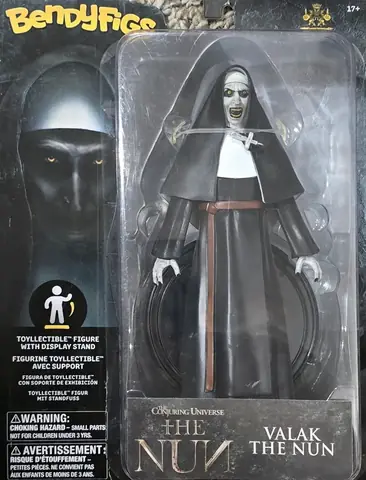 BENDYFIGS
17+
TOYLLECTIBLE™ FIGURE
WITH DISPLAY STAND
FIGURINE TOYLLECTIBLE™
AVEC SUPPORT
FIGURA DE TOYLLECTIBLE™
CON SOPORTE DE EXHIBICIÓN
TOYLLECTIBLE™ FIGUR
MIT STANDFUSS
⚠WARNING:
CHOKING HAZARD – SMALL PARTS
NOT FOR CHILDREN UNDER 3 YRS.
⚠AVERTISSEMENT:
RISQUE D'ÉTOUFFEMENT –
PETITES PIÈCES. NE CONVIENT PAS
AUX ENFANTS DE MOINS DE 3 ANS.
THE CONJURING UNIVERSE
THE
NUN
VALAK
THE NUN